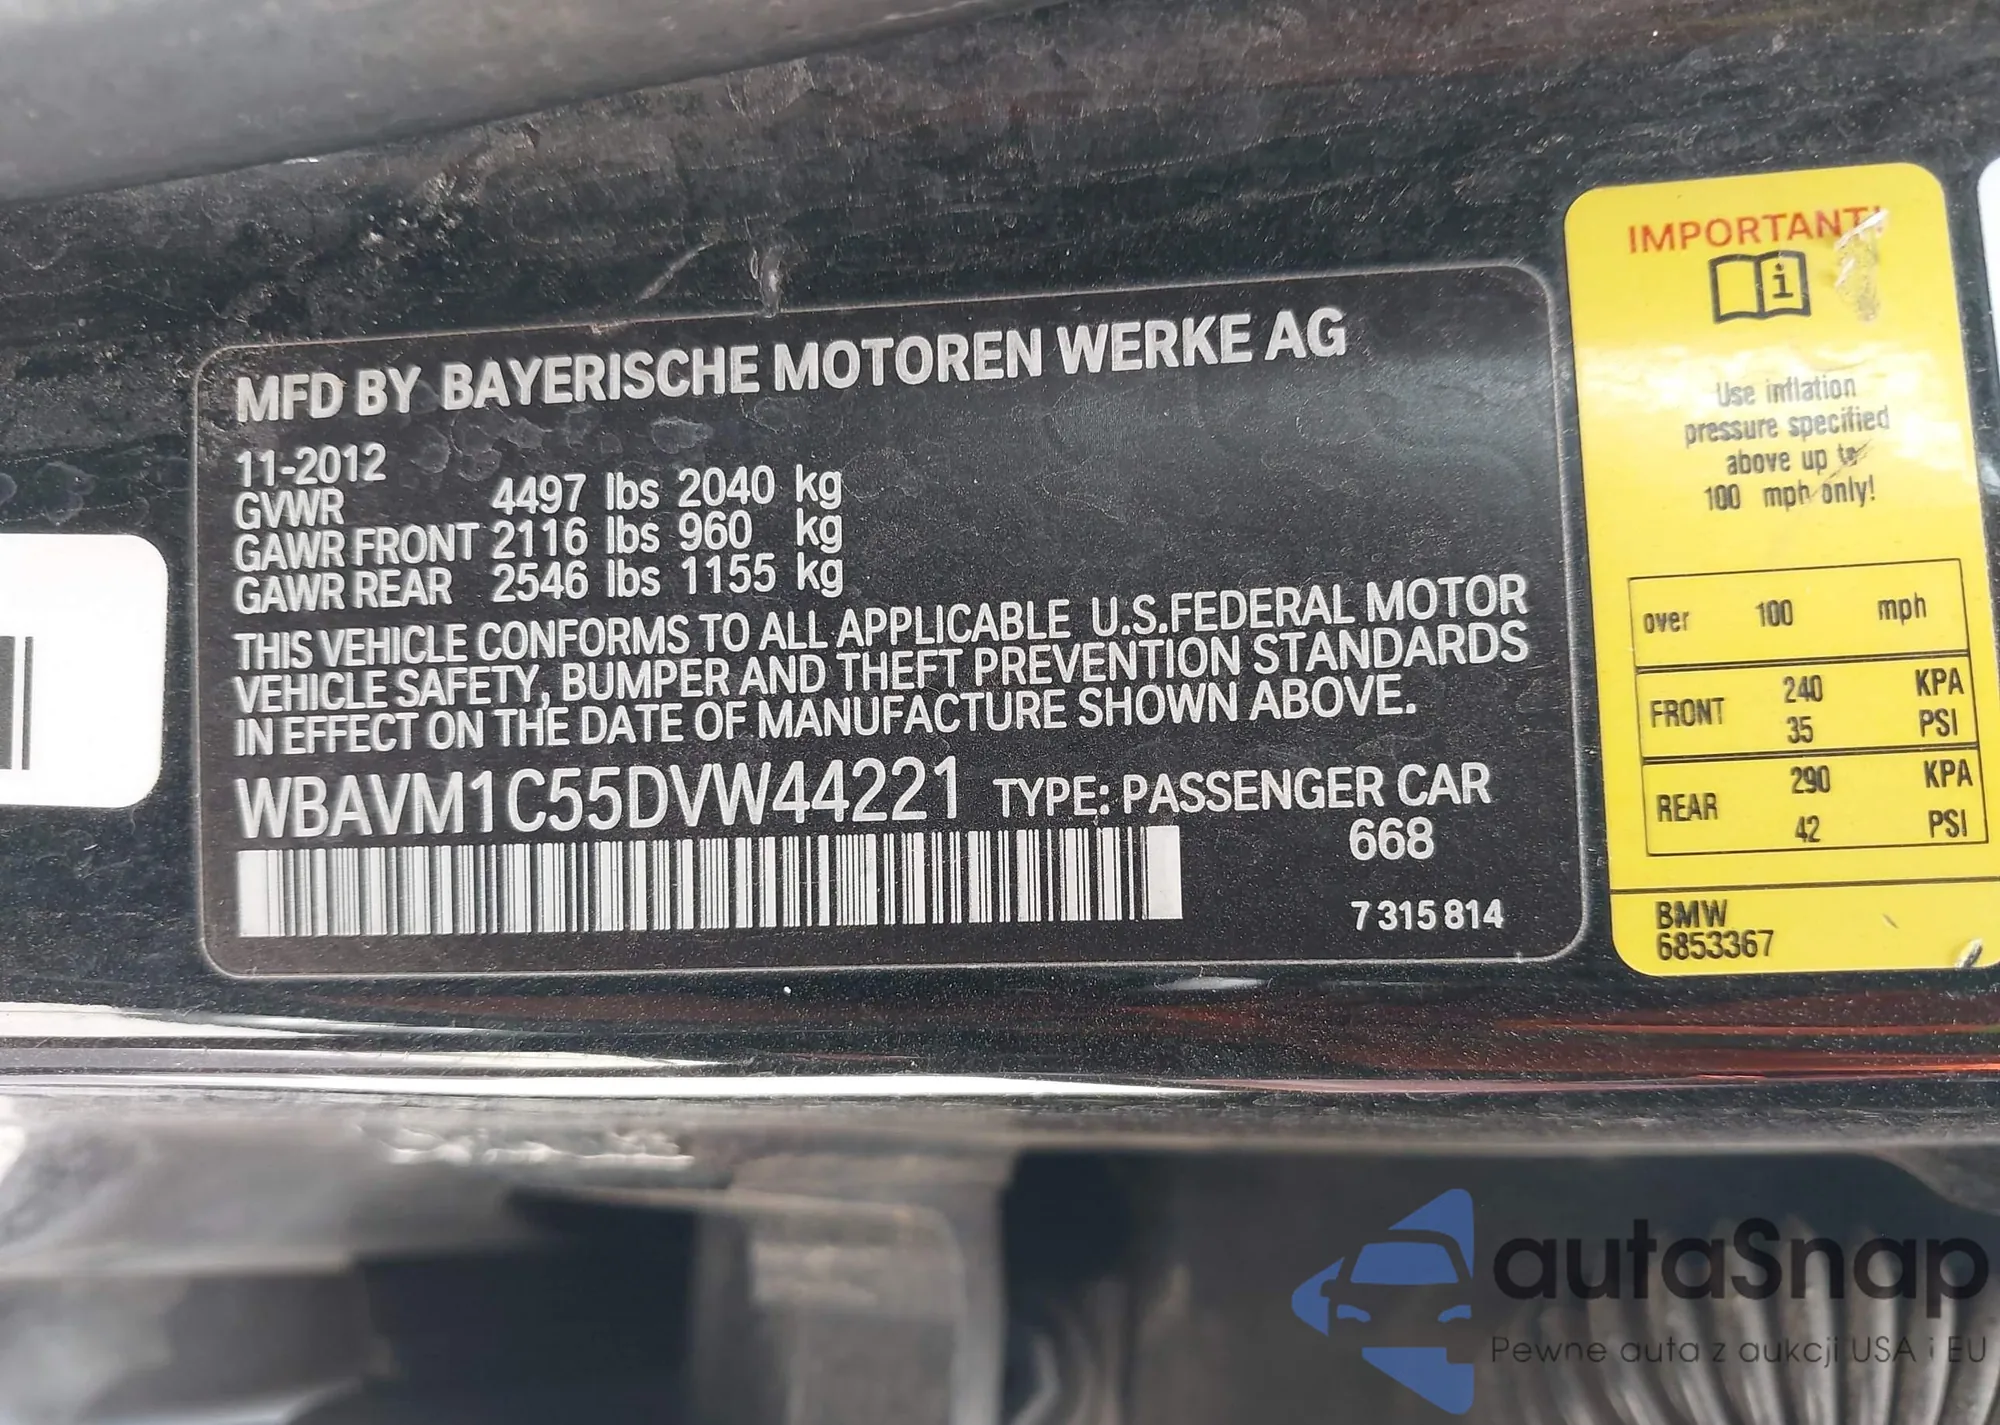 MFD BY BAYERISCHE MOTOREN WERKE AG
11-2012
GVWR 4497 lbs 2040 kg
GAWR FRONT 2116 lbs 960 kg
GAWR REAR 2546 lbs 1155 kg
THIS VEHICLE CONFORMS TO ALL APPLICABLE U.S.FEDERAL MOTOR
VEHICLE SAFETY, BUMPER AND THEFT PREVENTION STANDARDS
IN EFFECT ON THE DATE OF MANUFACTURE SHOWN ABOVE.
WBAVM1C55DVW44221 TYPE: PASSENGER CAR
668
7 315 814
IMPORTANT!
i
Use inflation
pressure specified
above up to
100 mph only!
over 100 mph
FRONT 240 KPA
35 PSI
REAR 290 KPA
42 PSI
BMW
6853367
autaSnap
Pewne auta z aukcji USA i EU